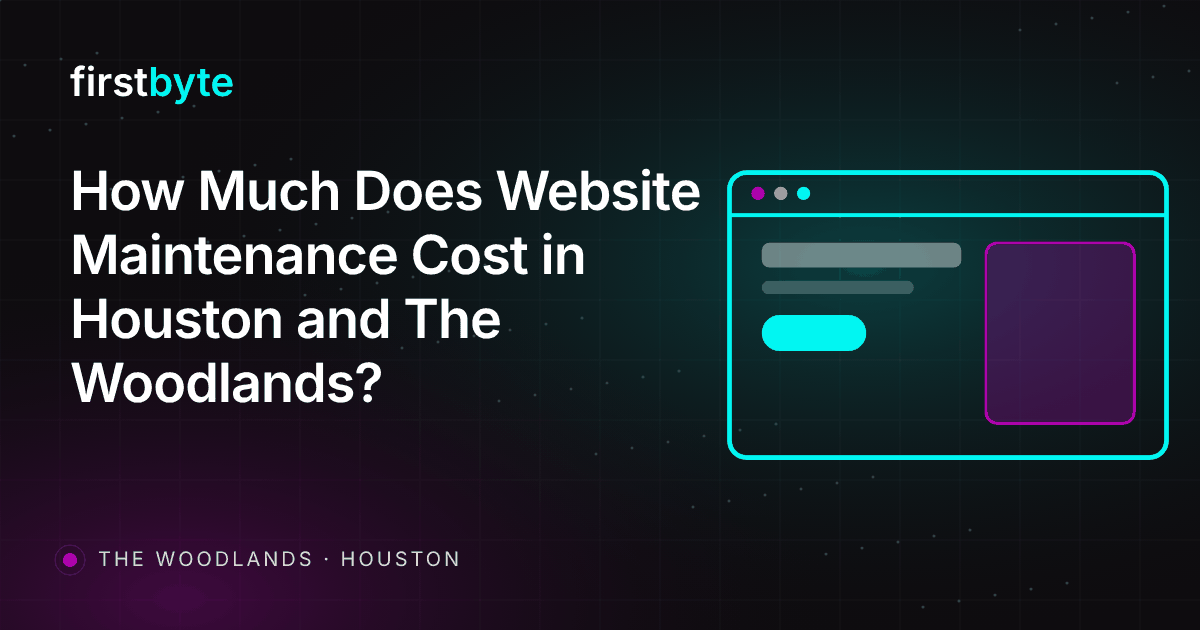 firstbyte
How Much Does Website
Maintenance Cost in
Houston and The
Woodlands?
THE WOODLANDS · HOUSTON